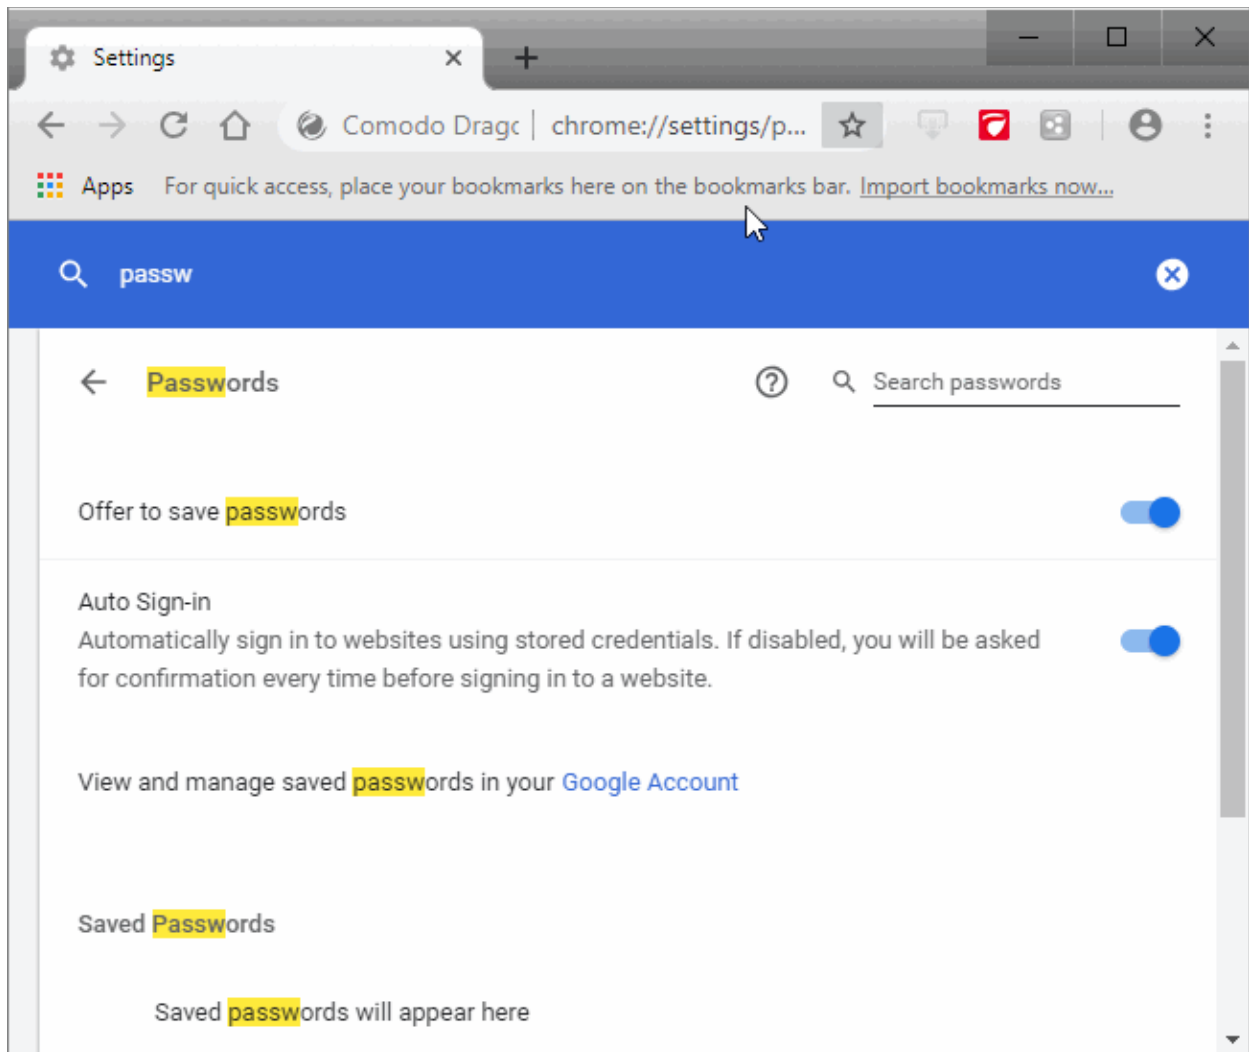 Settings
Comodo Drago chrome://settings/p...
Apps For quick access, place your bookmarks here on the bookmarks bar. Import bookmarks now...
passw
Passwords Search passwords
Offer to save passwords
Auto Sign-in
Automatically sign in to websites using stored credentials. If disabled, you will be asked
for confirmation every time before signing in to a website.
View and manage saved passwords in your Google Account
Saved Passwords
Saved passwords will appear here